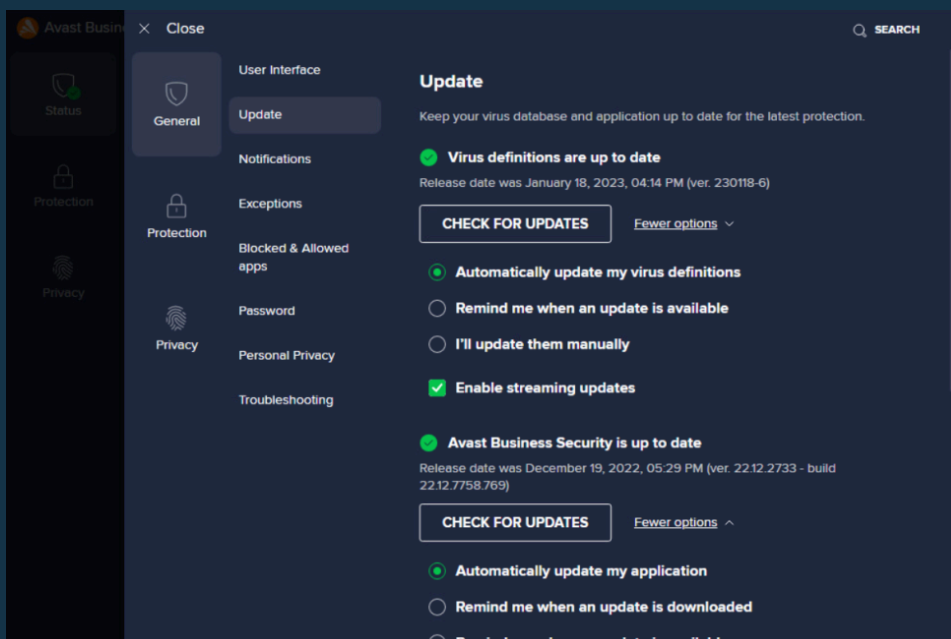 Avast Busin
Close
SEARCH
Status
Protection
Privacy
General
Protection
Privacy
User Interface
Update
Notifications
Exceptions
Blocked & Allowed
apps
Password
Personal Privacy
Troubleshooting
Update
Keep your virus database and application up to date for the latest protection.
Virus definitions are up to date
Release date was January 18, 2023, 04:14 PM (ver. 230118-6)
CHECK FOR UPDATES
Fewer options
Automatically update my virus definitions
Remind me when an update is available
I'll update them manually
Enable streaming updates
Avast Business Security is up to date
Release date was December 19, 2022, 05:29 PM (ver. 22.12.2733 - build
22.12.7758.769)
CHECK FOR UPDATES
Fewer options
Automatically update my application
Remind me when an update is downloaded